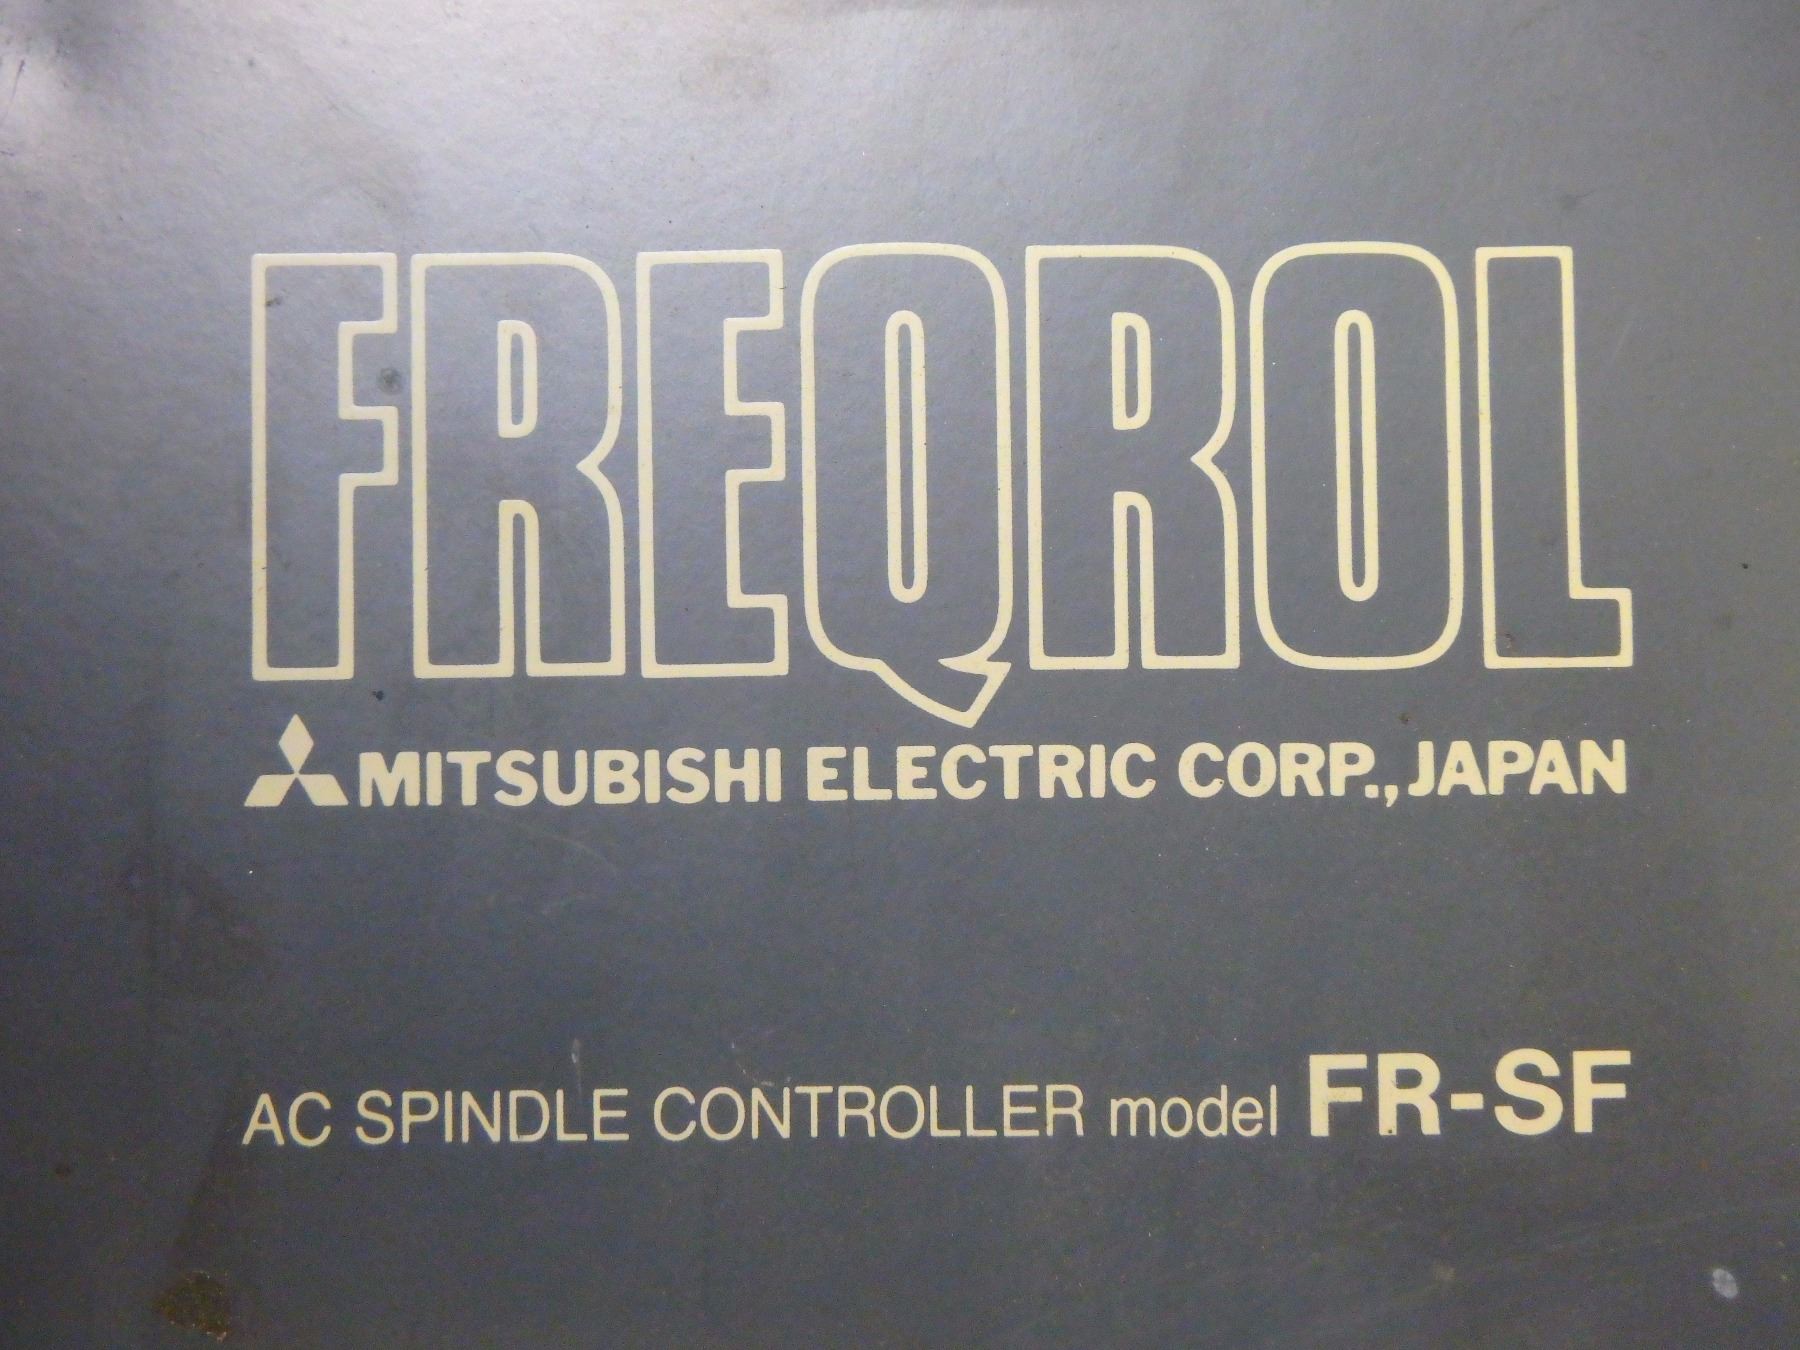 FREQROL
MITSUBISHI ELECTRIC CORP., JAPAN
AC SPINDLE CONTROLLER model FR-SF